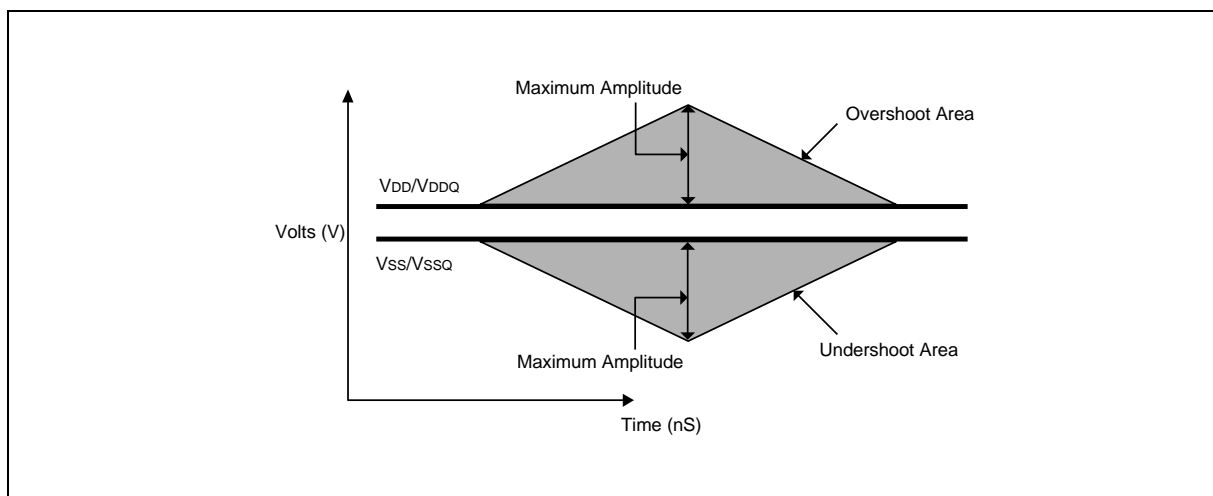 Maximum Amplitude
Overshoot Area
VDD/VDDQ
Volts (V)
VSS/VSSQ
Maximum Amplitude
Undershoot Area
Time (nS)